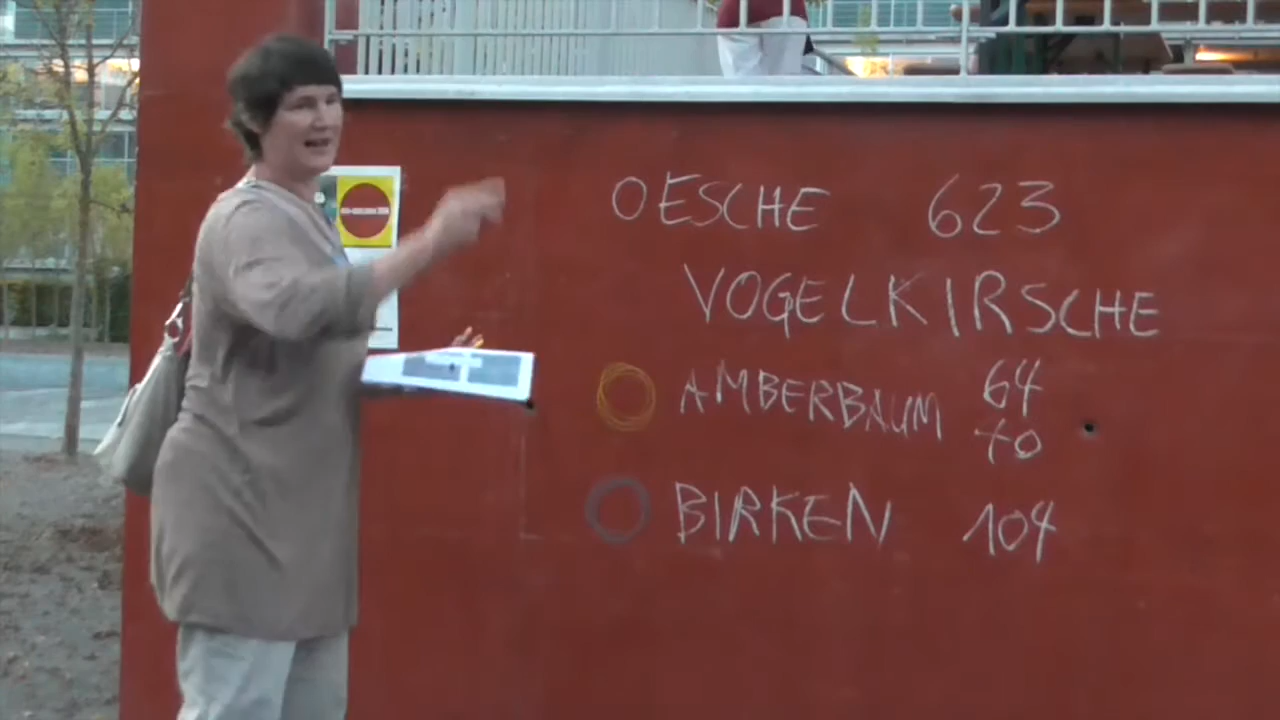 OESCHE 623
VOGELKIRSCHE
AMBERBAUM 64
70
BIRKEN 104